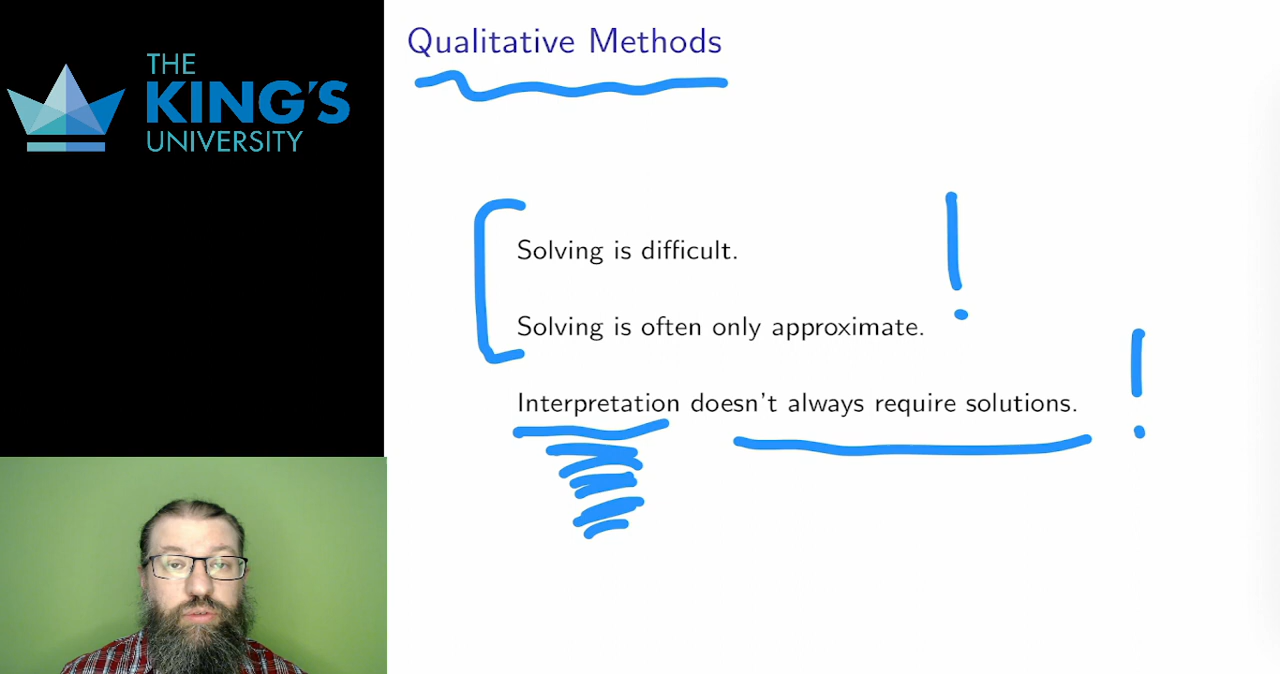 THE
KING'S
UNIVERSITY
Qualitative Methods
Solving is difficult.
Solving is often only approximate.
Interpretation doesn't always require solutions.